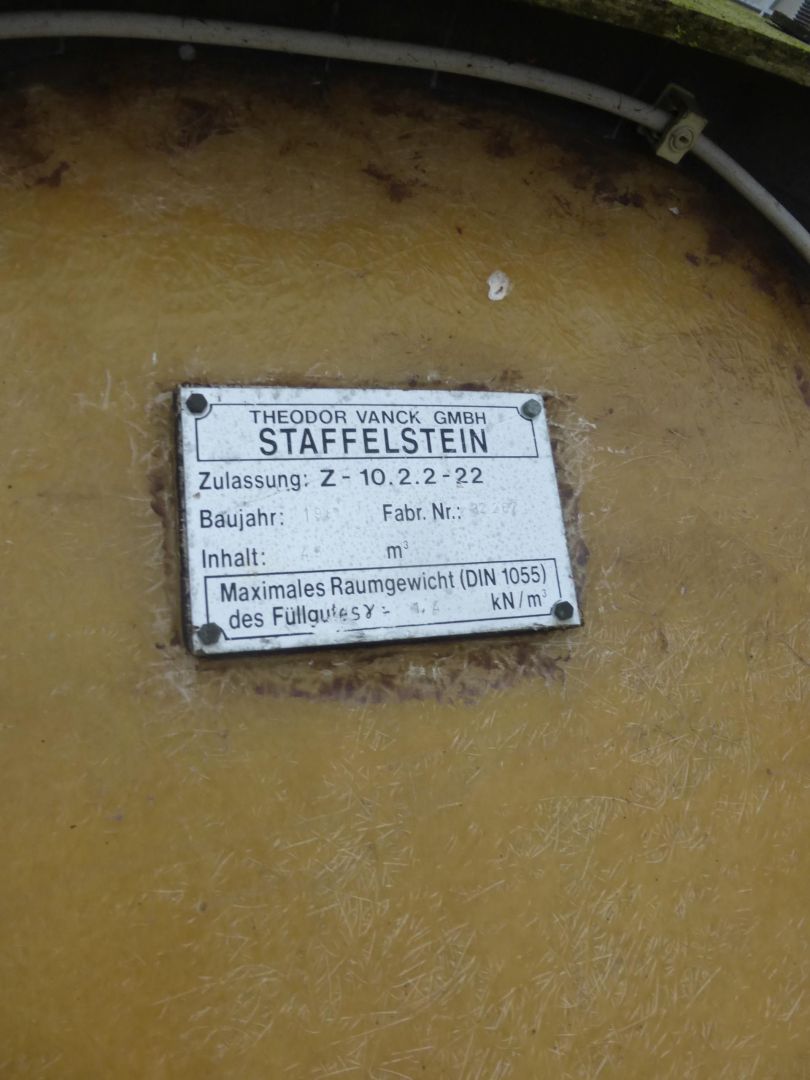 THEODOR VANCK GMBH
STAFFELSTEIN
Zulassung: Z-10.2.2-22
Baujahr: Fabr. Nr.:
Inhalt: m³
Maximales Raumgewicht (DIN 1055)
des Füllgutes γ = kN/m³